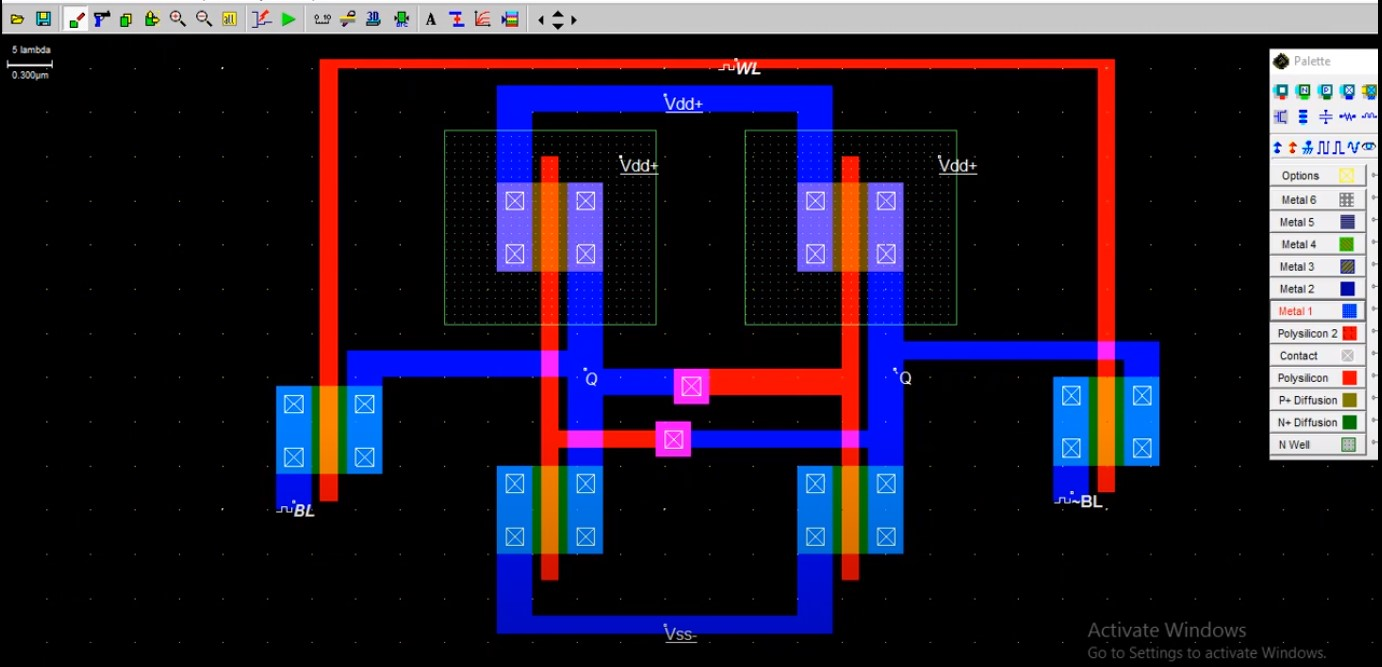 5 lambda
0.300µm
WL
Vdd+
Vdd+
Vdd+
Q
Q
BL
~BL
Vss-
Palette
Options
Metal 6
Metal 5
Metal 4
Metal 3
Metal 2
Metal 1
Polysilicon 2
Contact
Polysilicon
P+ Diffusion
N+ Diffusion
N Well
Activate Windows
Go to Settings to activate Windows.